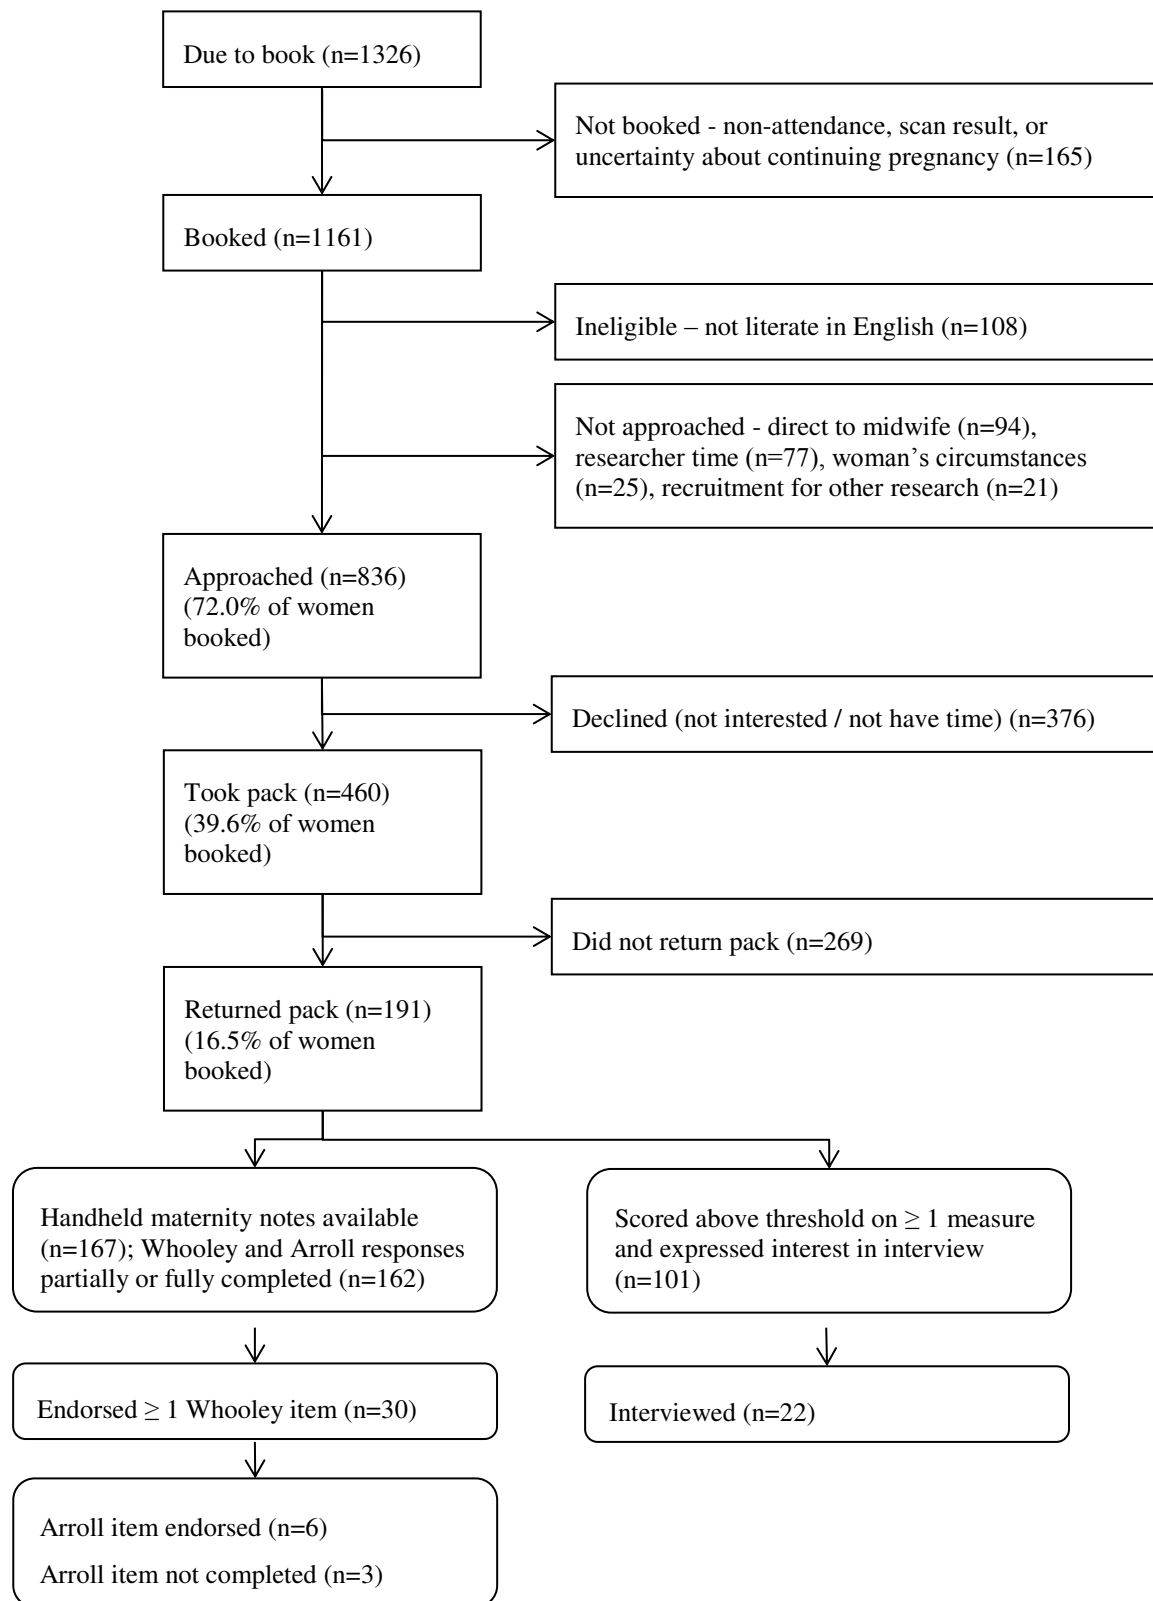 Due to book (n=1326)
Not booked - non-attendance, scan result, or
uncertainty about continuing pregnancy (n=165)
Booked (n=1161)
Ineligible – not literate in English (n=108)
Not approached - direct to midwife (n=94),
researcher time (n=77), woman’s circumstances
(n=25), recruitment for other research (n=21)
Approached (n=836)
(72.0% of women
booked)
Declined (not interested / not have time) (n=376)
Took pack (n=460)
(39.6% of women
booked)
Did not return pack (n=269)
Returned pack (n=191)
(16.5% of women
booked)
Handheld maternity notes available
(n=167); Whooley and Arroll responses
partially or fully completed (n=162)
Scored above threshold on ≥ 1 measure
and expressed interest in interview
(n=101)
Endorsed ≥ 1 Whooley item (n=30)
Interviewed (n=22)
Arroll item endorsed (n=6)
Arroll item not completed (n=3)